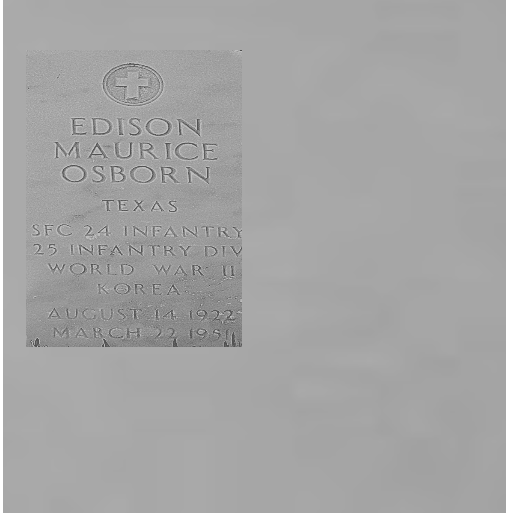 EDISON
MAURICE
OSBORN
TEXAS
SFC 24 INFANTRY
25 INFANTRY DIV
WORLD WAR II
KOREA
AUGUST 14 1922
MARCH 22 1951